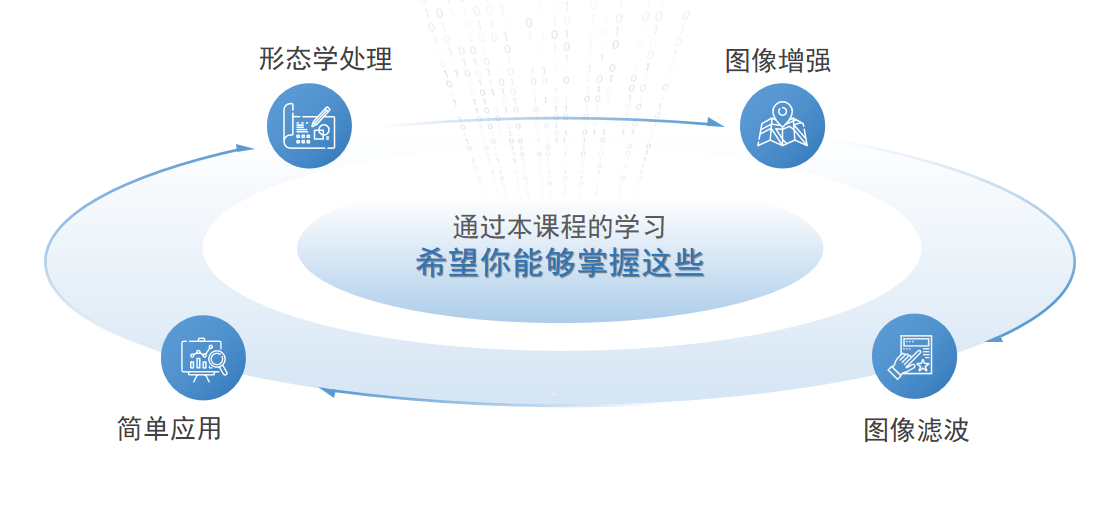 形态学处理
图像增强
通过本课程的学习
希望你能够掌握这些
简单应用
图像滤波